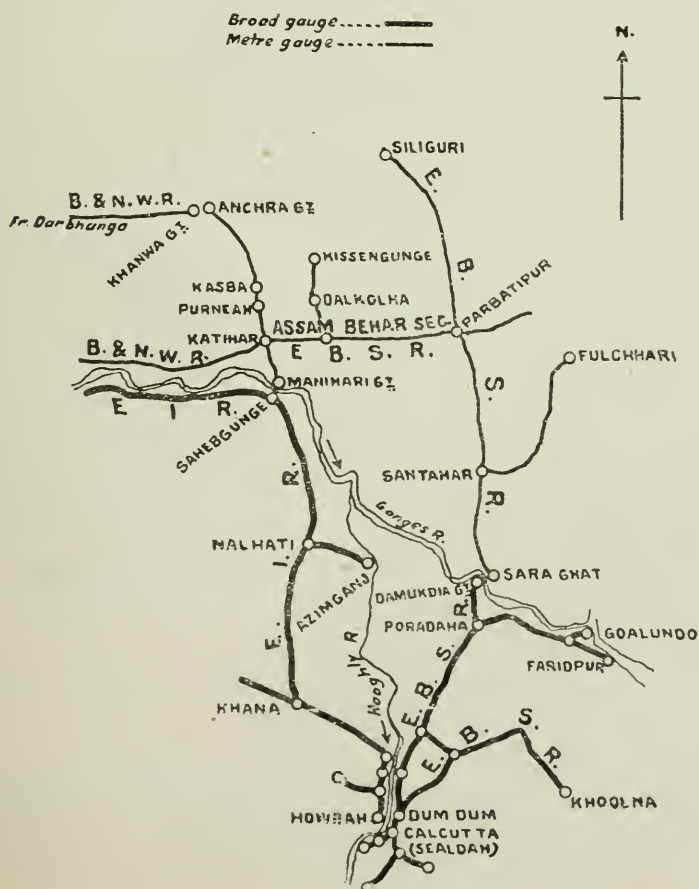 Broad gauge
Metre gauge
N.
SILIGURI
E.
B. & N. W. R.
ANCHRA GT
Fr. Darbhanga
KHANWA GT
KISSENGUNGE
B.
KASBA
DALKOLHA
PURNEAH
PARBATIPUR
KATIHAR
ASSAM BEHAR SEC
E B. S. R.
FULCHHARI
B. & N. W. R.
MANIHARI GT
S.
E I R.
SAHEBGUNGE
SANTAHAR
R.
R.
Ganges R.
NALHATI
SARA GHAT
DAMUKDIA GT
I.
AZIMGANJ
R.
PORADAHA
GOALUNDO
E.
S.
FARIDPUR
Hooghly R
B.
KHANA
E.
B. S. R.
E.
C
KHOOLNA
HOWRAH
DUM DUM
CALCUTTA
(SEALDAH)